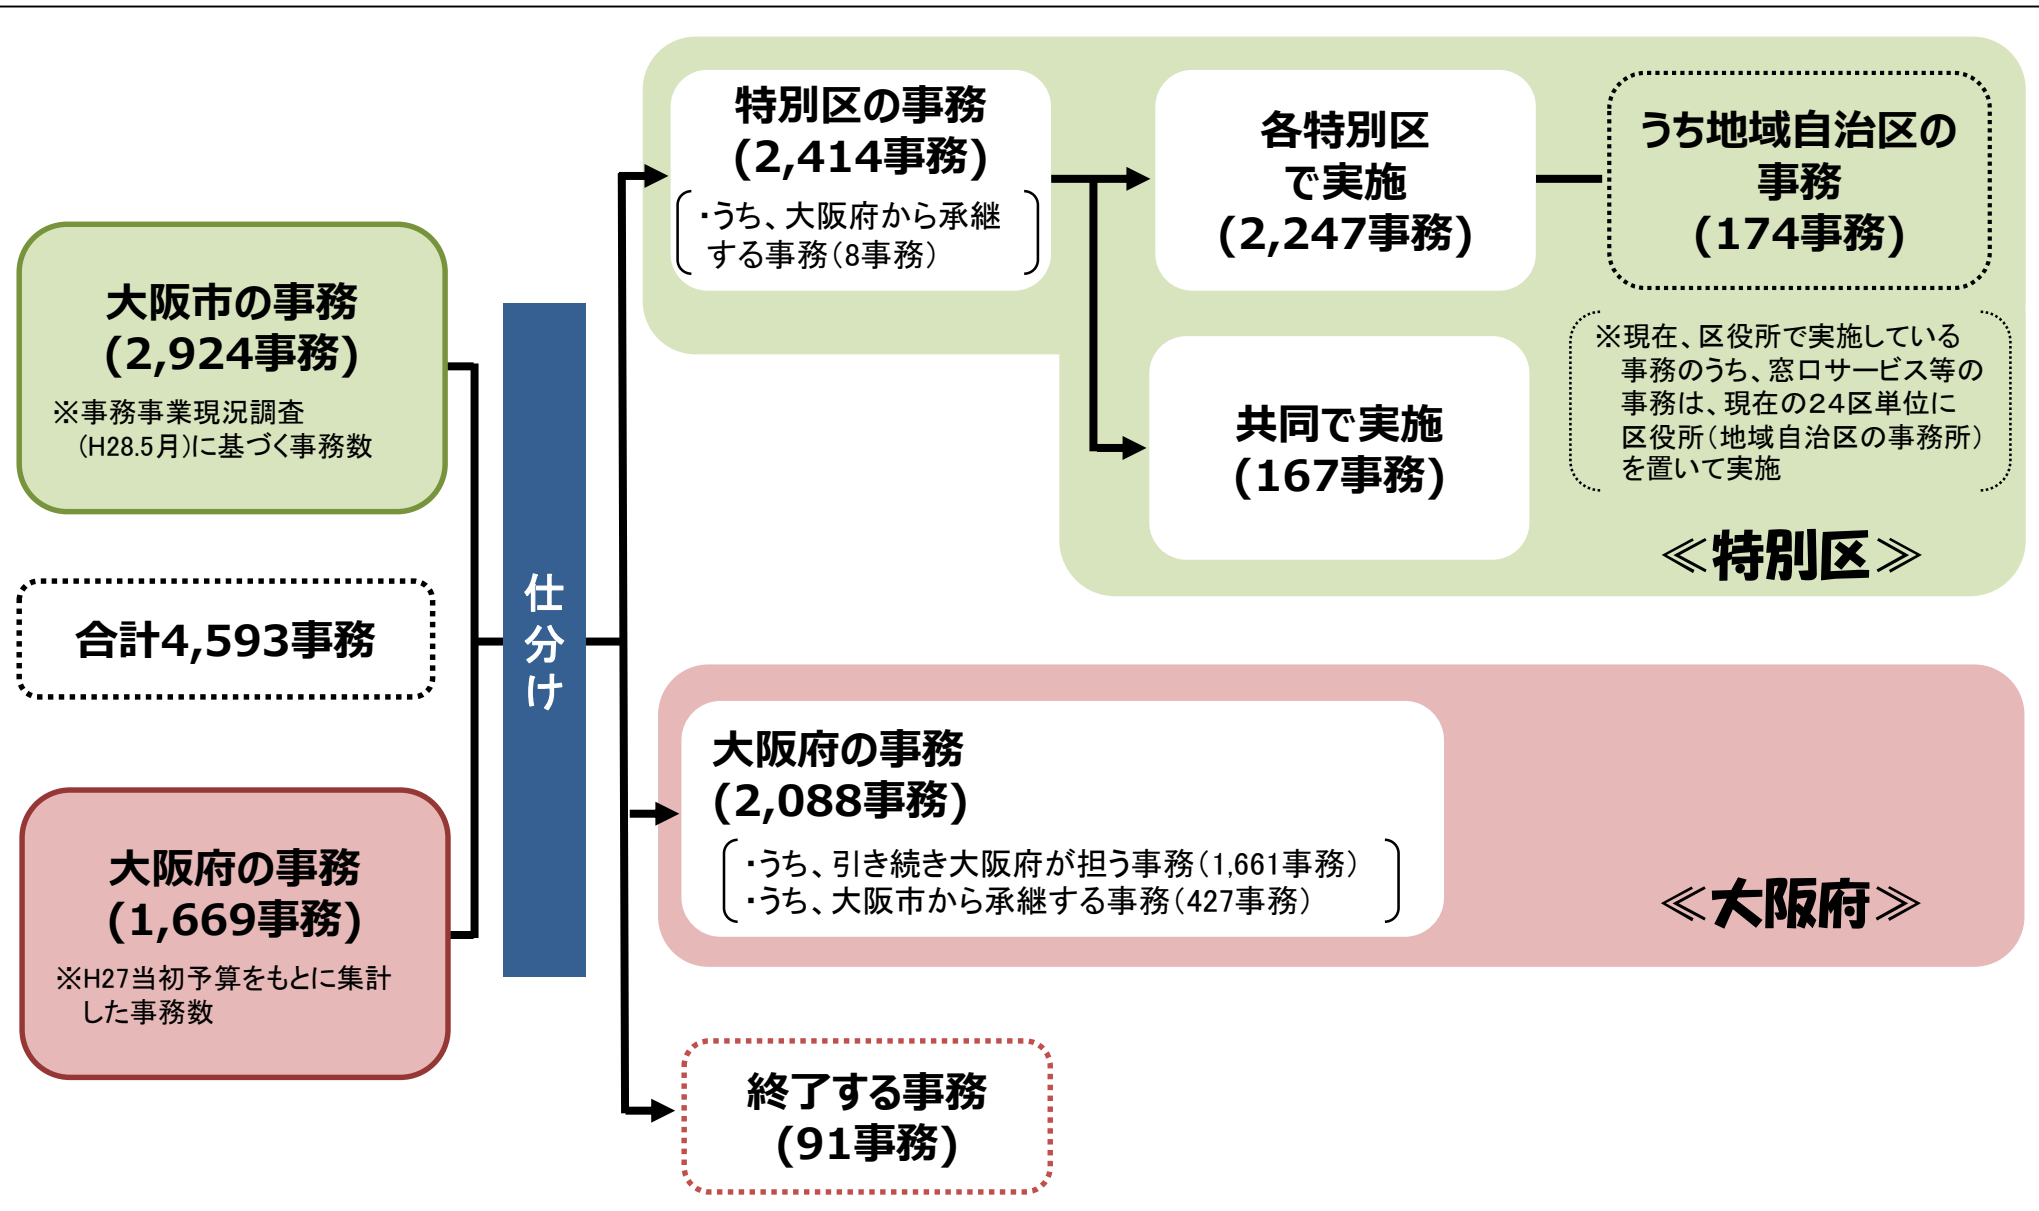 大阪市の事務
(2,924事務)
※事務事業現況調査
(H28.5月)に基づく事務数
合計4,593事務
大阪府の事務
(1,669事務)
※H27当初予算をもとに集計
した事務数
仕分け
特別区の事務
(2,414事務)
・うち、大阪府から承継
する事務(8事務)
各特別区
で実施
(2,247事務)
うち地域自治区の
事務
(174事務)
※現在、区役所で実施している
事務のうち、窓口サービス等の
事務は、現在の24区単位に
区役所(地域自治区の事務所)
を置いて実施
共同で実施
(167事務)
≪特別区≫
大阪府の事務
(2,088事務)
・うち、引き続き大阪府が担う事務(1,661事務)
・うち、大阪市から承継する事務(427事務)
≪大阪府≫
終了する事務
(91事務)